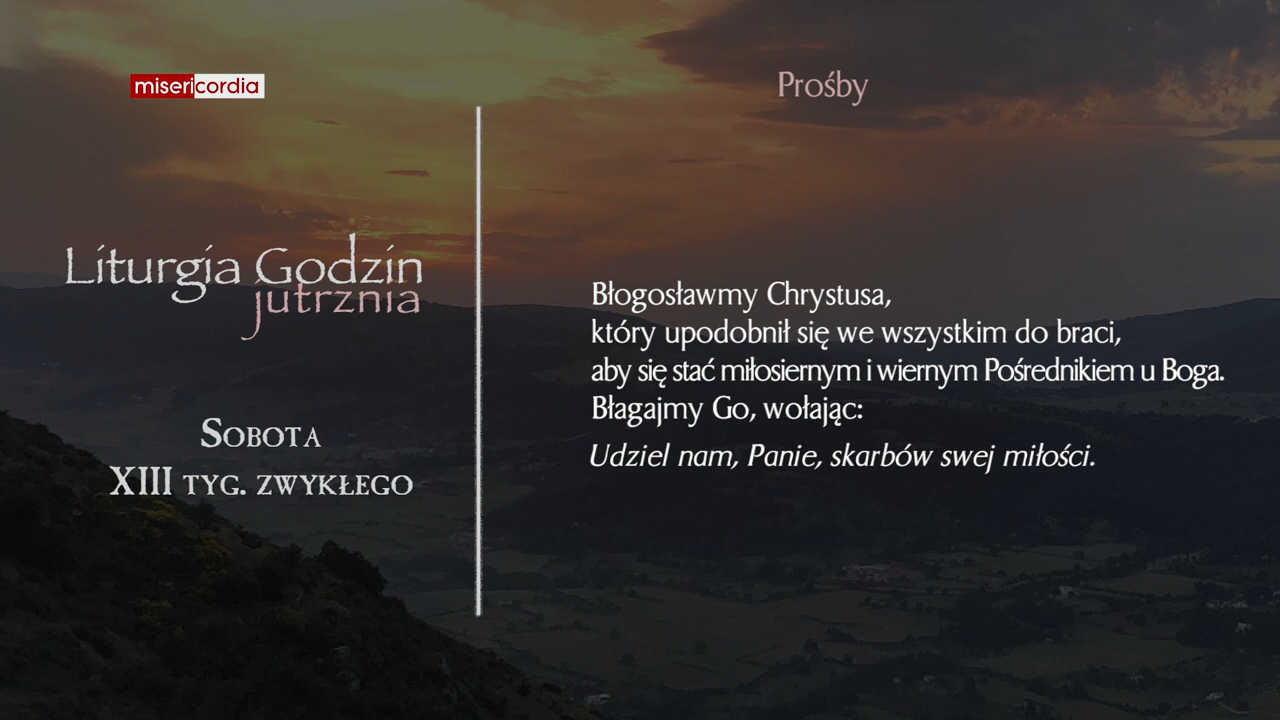 misericordia
Liturgia Godzin
jutrznia
Sobota
XIII tyg. zwykłego
Prośby
Błogosławmy Chrystusa,
który upodobnił się we wszystkim do braci,
aby się stać miłosiernym i wiernym Pośrednikiem u Boga.
Błagajmy Go, wołając:
Udziel nam, Panie, skarbów swej miłości.